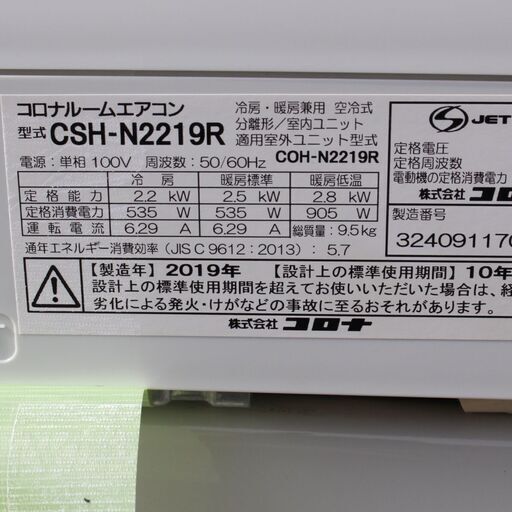 コロナルームエアコン
型式 CSH-N2219R
冷房・暖房兼用 空冷式
分離形／室内ユニット
適用室外ユニット型式
電源：単相 100V 周波数：50/60Hz COH-N2219R
冷 房 暖房標準 暖房低温
定 格 能 力 2.2 kW 2.5 kW 2.8 kW
定格消費電力 535 W 535 W 905 W
運 転 電 流 6.29 A 6.29 A 総質量：9.5kg
通年エネルギー消費効率（JIS C 9612：2013）：5.7
【製造年】2019年 【設計上の標準使用期間】10年
設計上の標準使用期間を超えてお使いいただいた場合は、経
劣化による発火・けがなどの事故に至るおそれがあります。
株式会社 コロナ
JET
定格電圧
定格周波数
電動機の定格消費電力
株式会社 コロ
製造番号
324091170